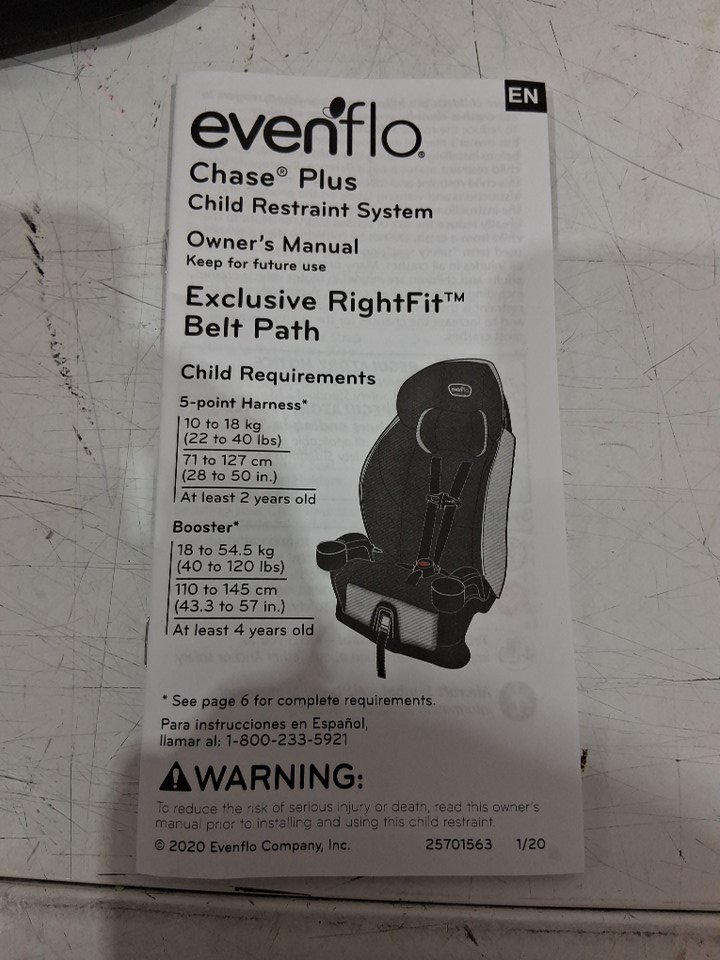 EN
evenflo®
Chase® Plus
Child Restraint System
Owner's Manual
Keep for future use
Exclusive RightFit™
Belt Path
Child Requirements
5-point Harness*
10 to 18 kg
(22 to 40 lbs)
71 to 127 cm
(28 to 50 in.)
At least 2 years old
Booster*
18 to 54.5 kg
(40 to 120 lbs)
110 to 145 cm
(43.3 to 57 in.)
At least 4 years old
evenflo
* See page 6 for complete requirements.
Para instrucciones en Español,
llamar al: 1-800-233-5921
WARNING:
To reduce the risk of serious injury or death, read this owner's
manual prior to installing and using this child restraint.
© 2020 Evenflo Company, Inc. 25701563 1/20